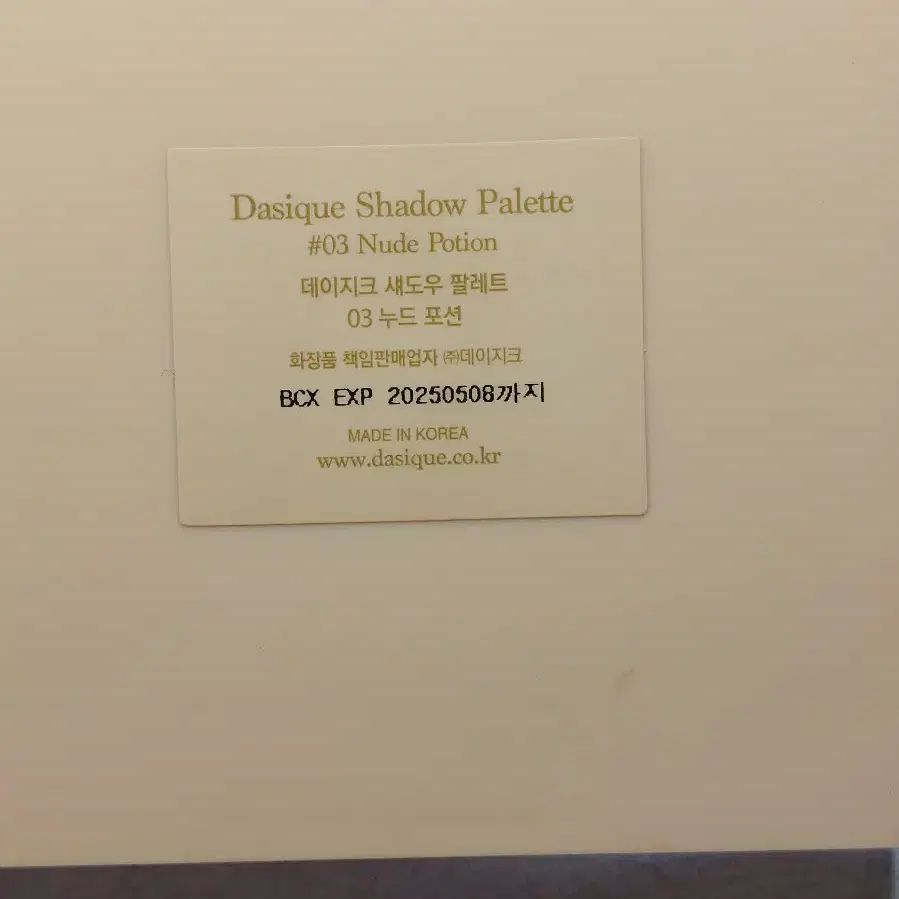 Dasique Shadow Palette
#03 Nude Potion
데이지크 섀도우 팔레트
03 누드 포션
화장품 책임판매업자 ㈜데이지크
BCX EXP 20250508까지
MADE IN KOREA
www.dasique.co.kr